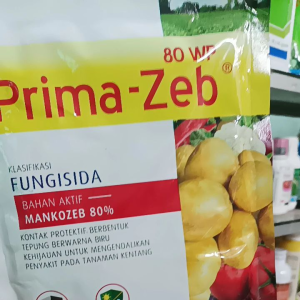 80 WP
Prima-Zeb®
KLASIFIKASI
FUNGISIDA
BAHAN AKTIF
MANKOZEB 80%
KONTAK PROTEKTIF BERBENTUK
TEPUNG BERWARNA BIRU
KEHIJAUAN UNTUK MENGENDALIKAN
PENYAKIT PADA TANAMAN KENTANG